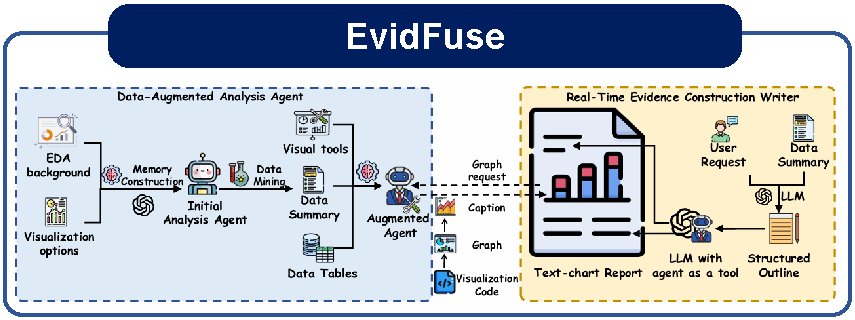 EvidFuse
Data-Augmented Analysis Agent
EDA
background
Visualization
options
Memory
Construction
Initial
Analysis Agent
Data
Mining
Visual tools
Data
Summary
Data Tables
Augmented
Agent
Graph
request
Caption
Graph
Visualization
Code
Real-Time Evidence Construction Writer
Text-chart Report
User
Request
Data
Summary
LLM
LLM with
agent as a tool
Structured
Outline